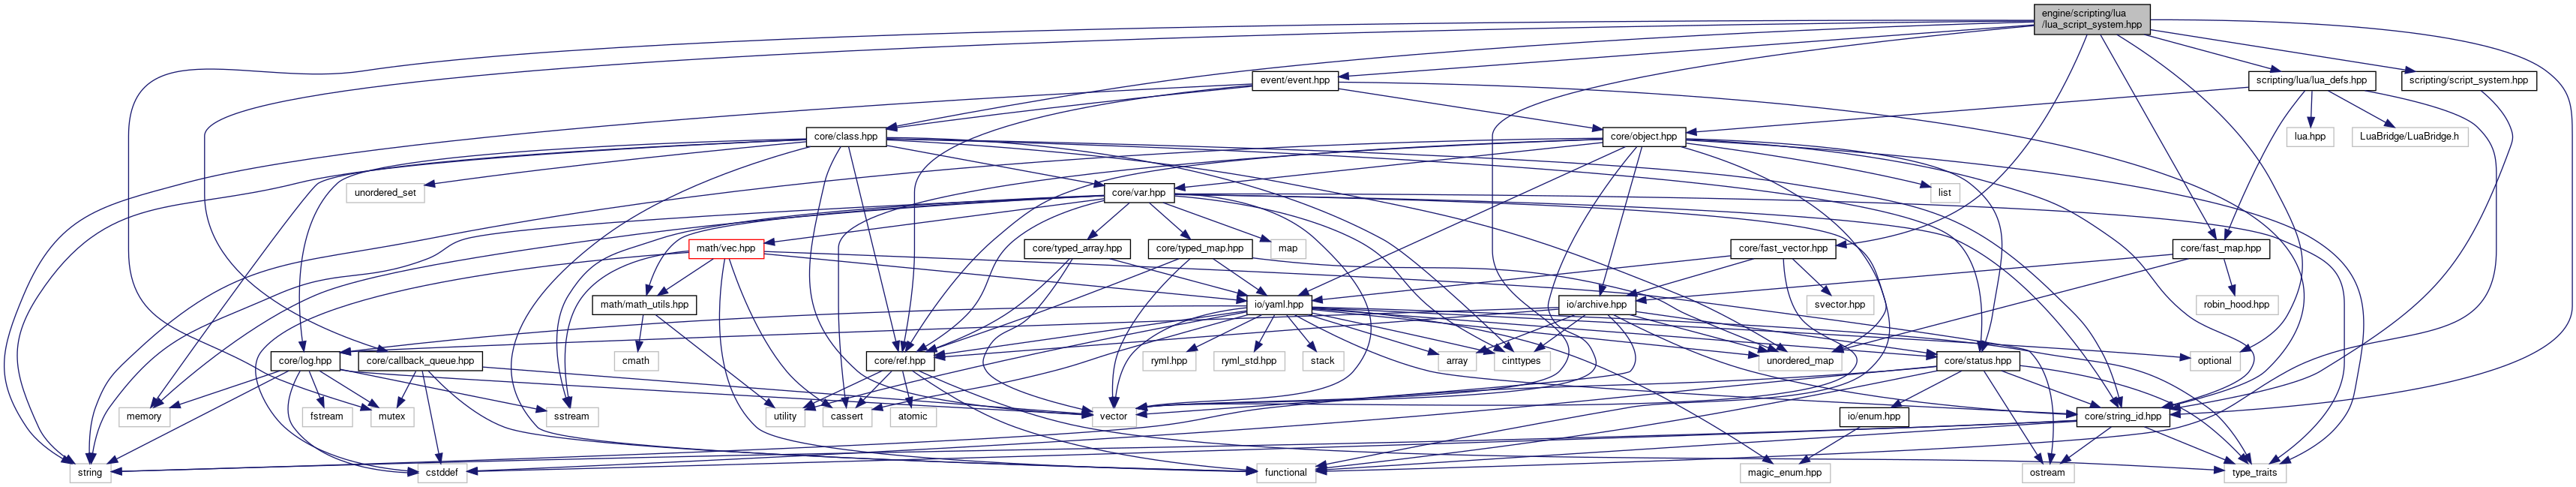 engine/scripting/lua
/lua_script_system.hpp
event/event.hpp
scripting/lua/lua_defs.hpp
scripting/script_system.hpp
core/class.hpp
core/object.hpp
lua.hpp
LuaBridge/LuaBridge.h
unordered_set
core/var.hpp
list
math/vec.hpp
core/typed_array.hpp
core/typed_map.hpp
map
core/fast_vector.hpp
core/fast_map.hpp
math/math_utils.hpp
io/yaml.hpp
io/archive.hpp
svector.hpp
robin_hood.hpp
core/log.hpp
core/callback_queue.hpp
cmath
core/ref.hpp
ryml.hpp
ryml_std.hpp
stack
array
cinttypes
unordered_map
core/status.hpp
optional
memory
fstream
mutex
sstream
utility
cassert
atomic
vector
io/enum.hpp
core/string_id.hpp
string
cstddef
functional
magic_enum.hpp
ostream
type_traits